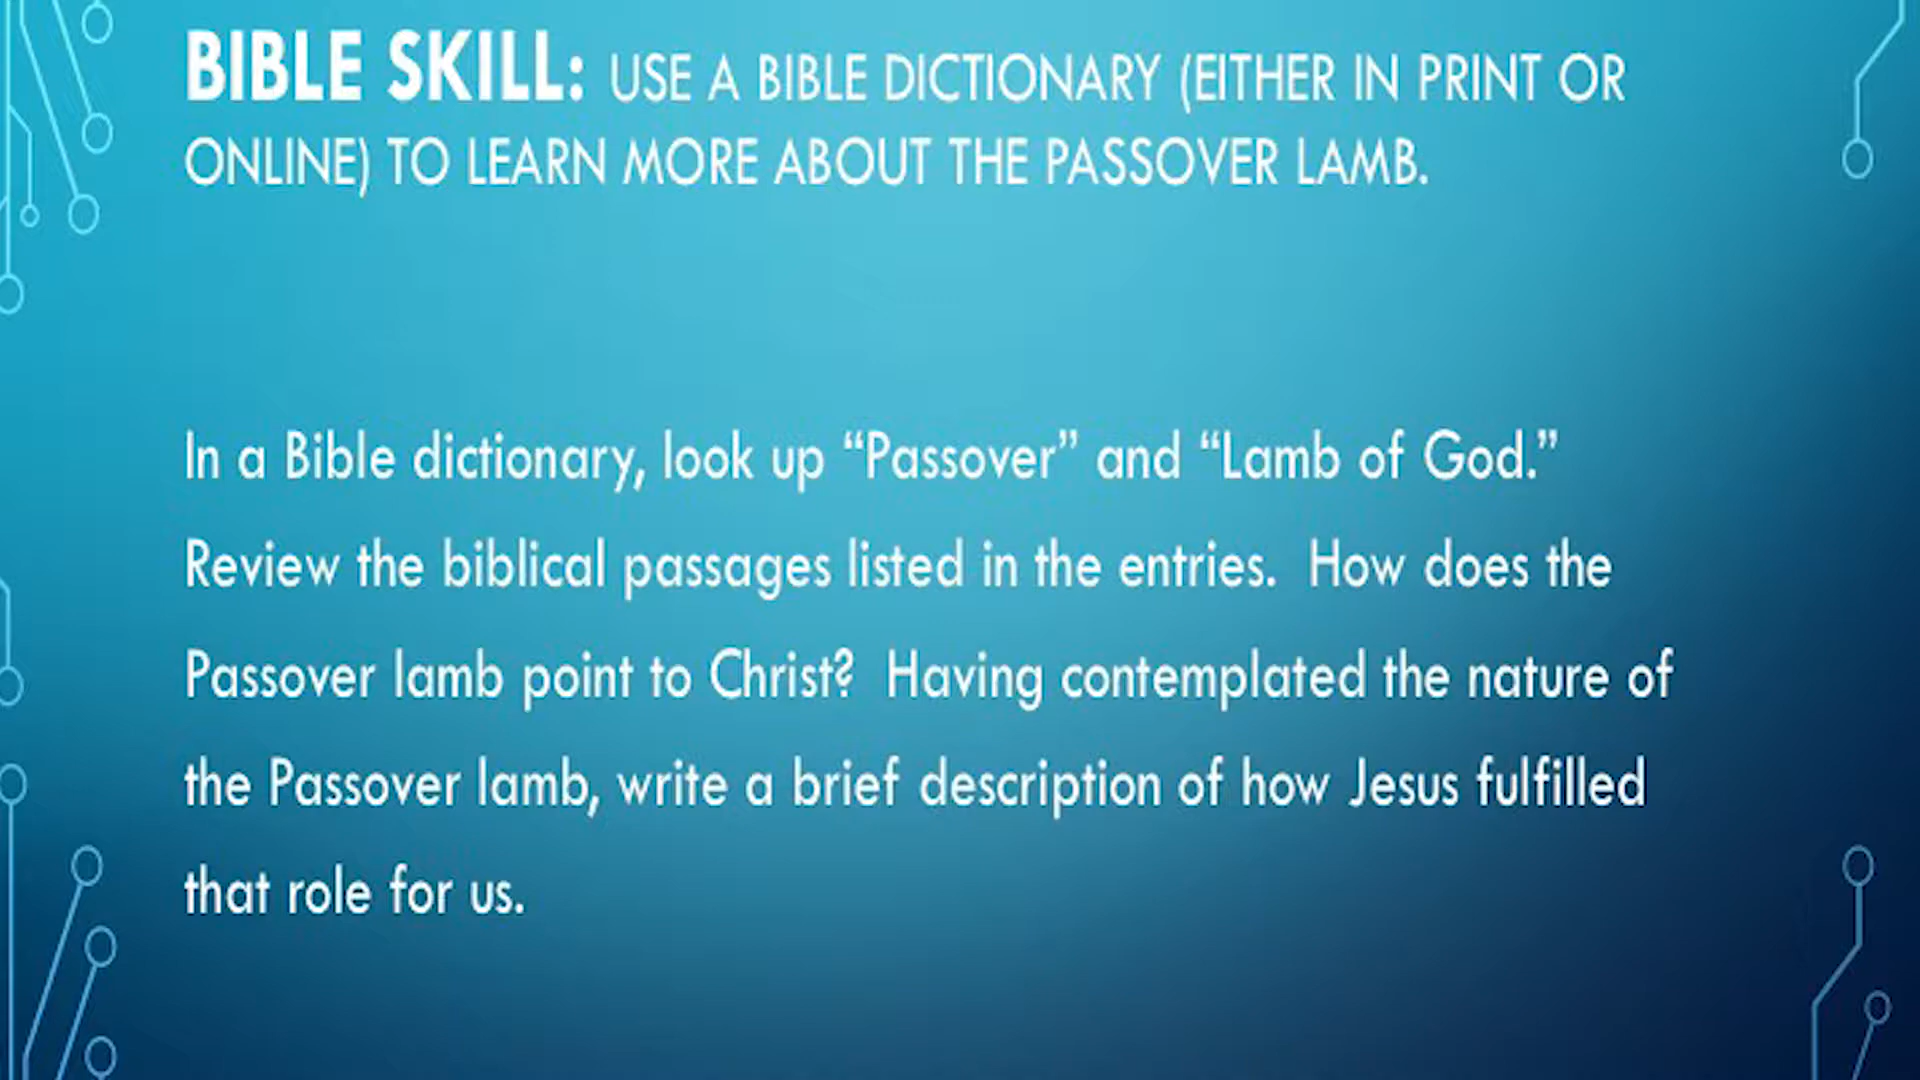 BIBLE SKILL: USE A BIBLE DICTIONARY (EITHER IN PRINT OR
ONLINE) TO LEARN MORE ABOUT THE PASSOVER LAMB.
In a Bible dictionary, look up “Passover” and “Lamb of God.”
Review the biblical passages listed in the entries.  How does the
Passover lamb point to Christ?  Having contemplated the nature of
the Passover lamb, write a brief description of how Jesus fulfilled
that role for us.